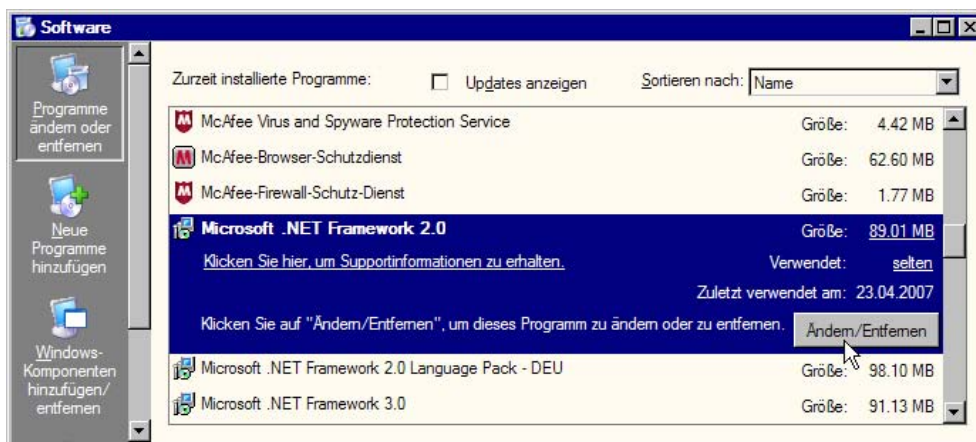 Software
Programme
ändern oder
entfernen
Neue
Programme
hinzufügen
Windows-
Komponenten
hinzufügen/
entfernen
Zurzeit installierte Programme: Updates anzeigen Sortieren nach: Name
McAfee Virus and Spyware Protection Service Größe: 4.42 MB
McAfee-Browser-Schutzdienst Größe: 62.60 MB
McAfee-Firewall-Schutz-Dienst Größe: 1.77 MB
Microsoft .NET Framework 2.0 Größe: 89.01 MB
Klicken Sie hier, um Supportinformationen zu erhalten. Verwendet: selten
Zuletzt verwendet am: 23.04.2007
Klicken Sie auf "Ändern/Entfernen", um dieses Programm zu ändern oder zu entfernen. Ändern/Entfernen
Microsoft .NET Framework 2.0 Language Pack - DEU Größe: 98.10 MB
Microsoft .NET Framework 3.0 Größe: 91.13 MB